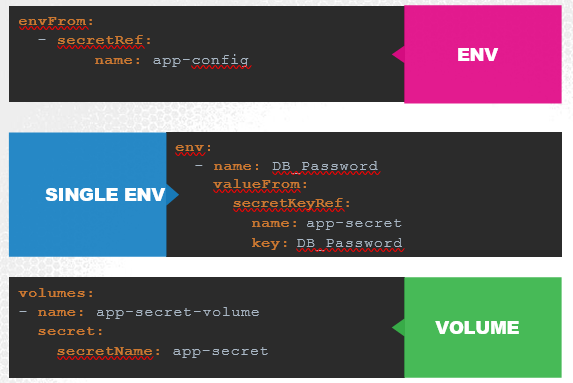 envFrom:
  - secretRef:
        name: app-config
ENV
SINGLE ENV
env:
  - name: DB_Password
    valueFrom:
      secretKeyRef:
        name: app-secret
        key: DB_Password
volumes:
- name: app-secret-volume
  secret:
    secretName: app-secret
VOLUME